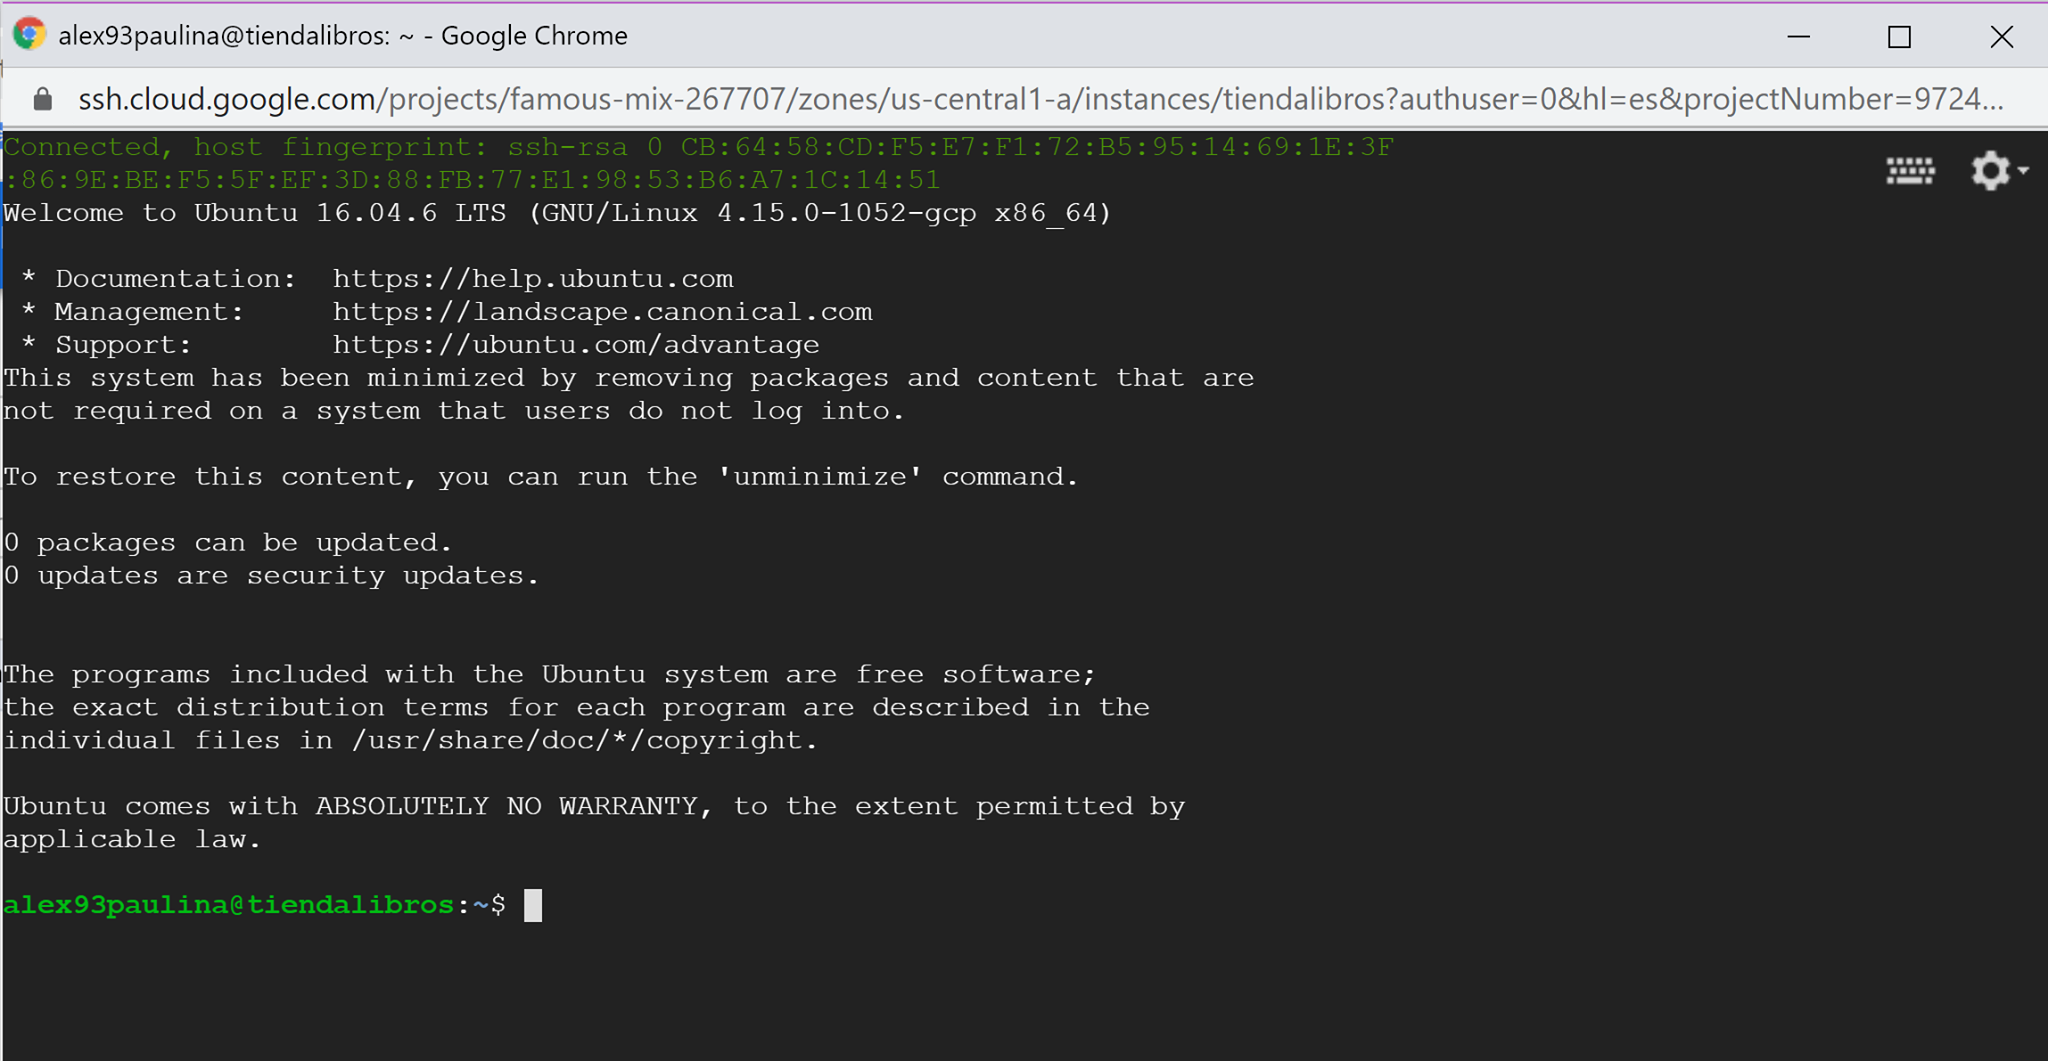 alex93paulina@tiendalibros: ~ - Google Chrome
ssh.cloud.google.com/projects/famous-mix-267707/zones/us-central1-a/instances/tiendalibros?authuser=0&hl=es&projectNumber=9724...
Connected, host fingerprint: ssh-rsa 0 CB:64:58:CD:F5:E7:F1:72:B5:95:14:69:1E:3F
:86:9E:BE:F5:5F:EF:3D:88:FB:77:E1:98:53:B6:A7:1C:14:51
Welcome to Ubuntu 16.04.6 LTS (GNU/Linux 4.15.0-1052-gcp x86_64)
* Documentation:  https://help.ubuntu.com
* Management:     https://landscape.canonical.com
* Support:        https://ubuntu.com/advantage
This system has been minimized by removing packages and content that are
not required on a system that users do not log into.
To restore this content, you can run the 'unminimize' command.
0 packages can be updated.
0 updates are security updates.
The programs included with the Ubuntu system are free software;
the exact distribution terms for each program are described in the
individual files in /usr/share/doc/*/copyright.
Ubuntu comes with ABSOLUTELY NO WARRANTY, to the extent permitted by
applicable law.
alex93paulina@tiendalibros:~$